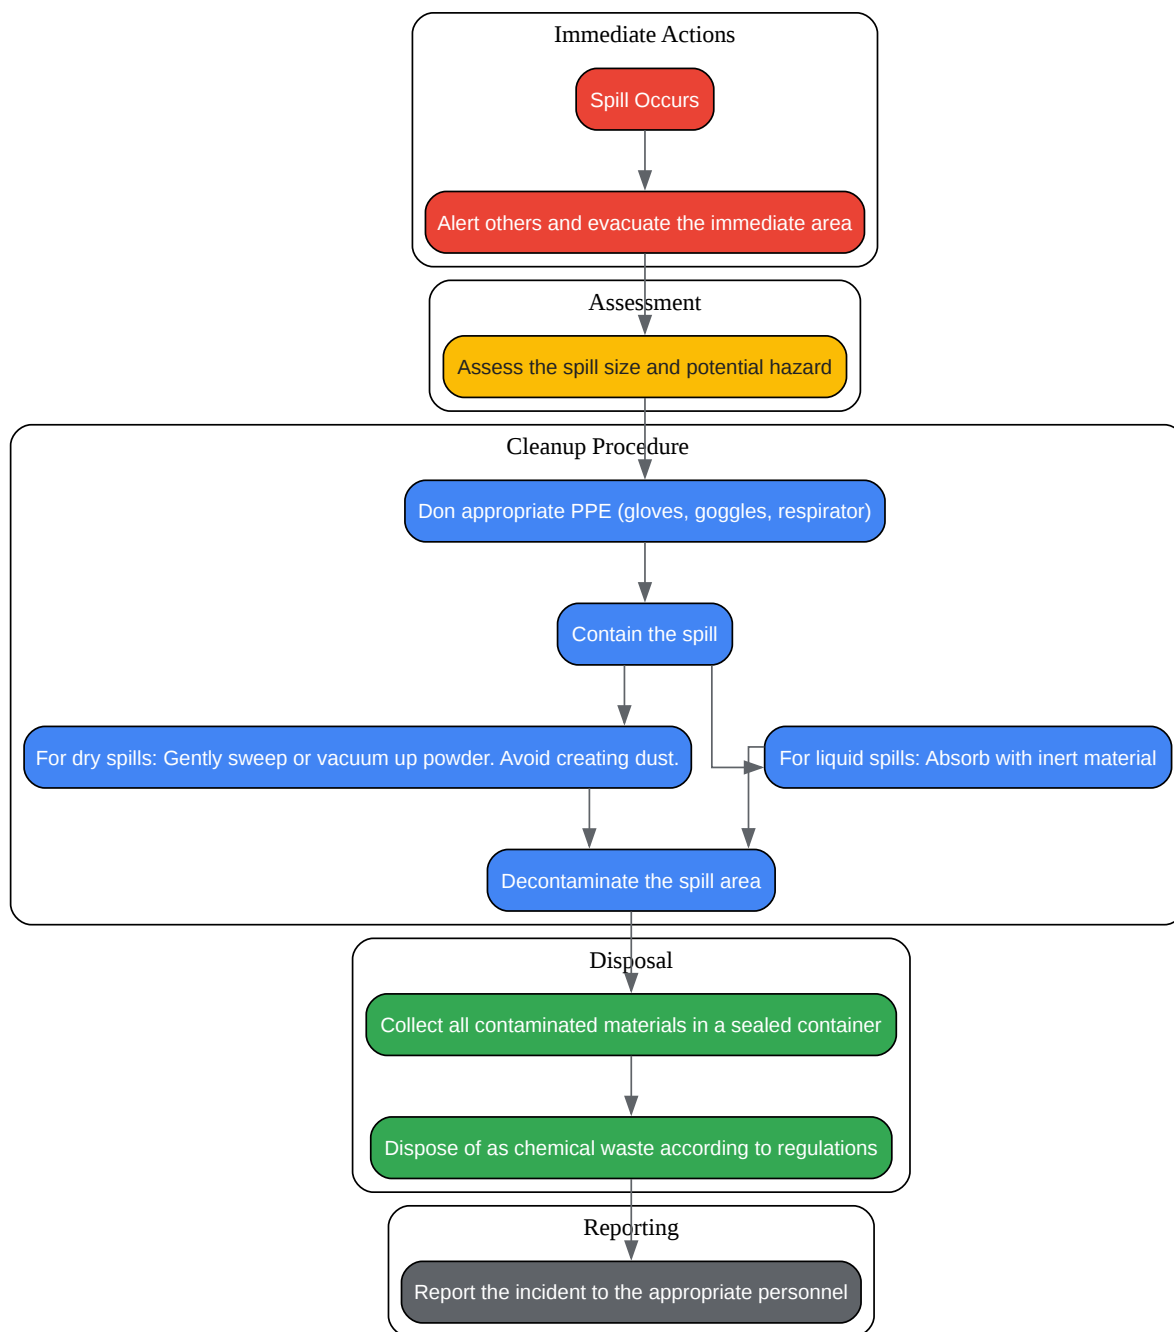 Immediate Actions
Spill Occurs
Alert others and evacuate the immediate area
Assessment
Assess the spill size and potential hazard
Cleanup Procedure
Don appropriate PPE (gloves, goggles, respirator)
Contain the spill
For dry spills: Gently sweep or vacuum up powder. Avoid creating dust.
For liquid spills: Absorb with inert material
Decontaminate the spill area
Disposal
Collect all contaminated materials in a sealed container
Dispose of as chemical waste according to regulations
Reporting
Report the incident to the appropriate personnel